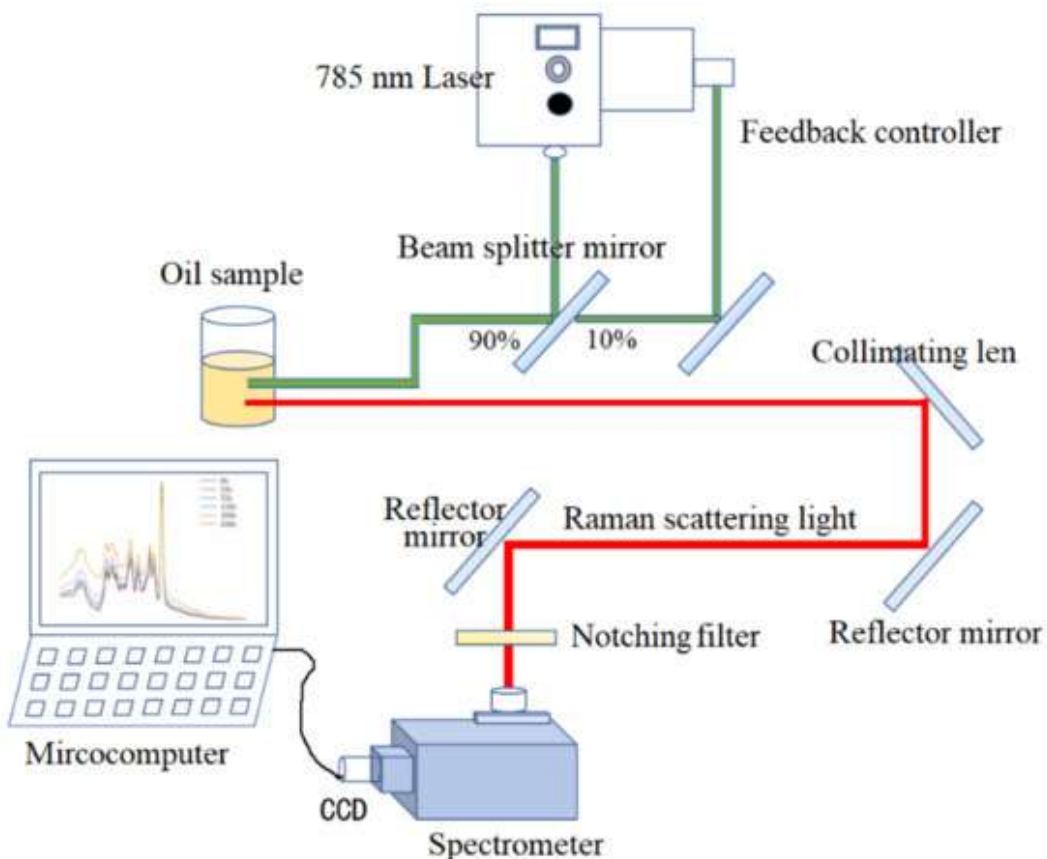 785 nm Laser
Feedback controller
Beam splitter mirror
Oil sample
90%
10%
Collimating len
Reflector
mirror
Raman scattering light
Notching filter
Reflector mirror
Mircocomputer
CCD
Spectrometer